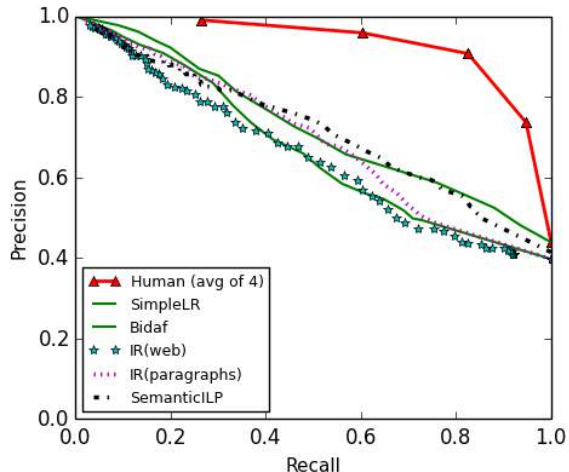 1.0
0.8
0.6
0.4
0.2
0.0
Precision
Human (avg of 4)
SimpleLR
Bidaf
IR(web)
IR(paragraphs)
SemanticILP
0.0 0.2 0.4 0.6 0.8 1.0
Recall